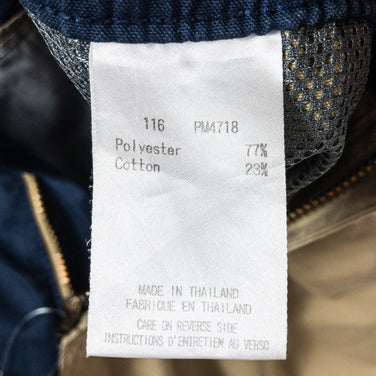 116 PM4718
Polyester 77%
Cotton 23%
MADE IN THAILAND
FABRIQUE EN THAILAND
CARE ON REVERSE SIDE
INSTRUCTIONS D'ENTRETIEM AU VERSO